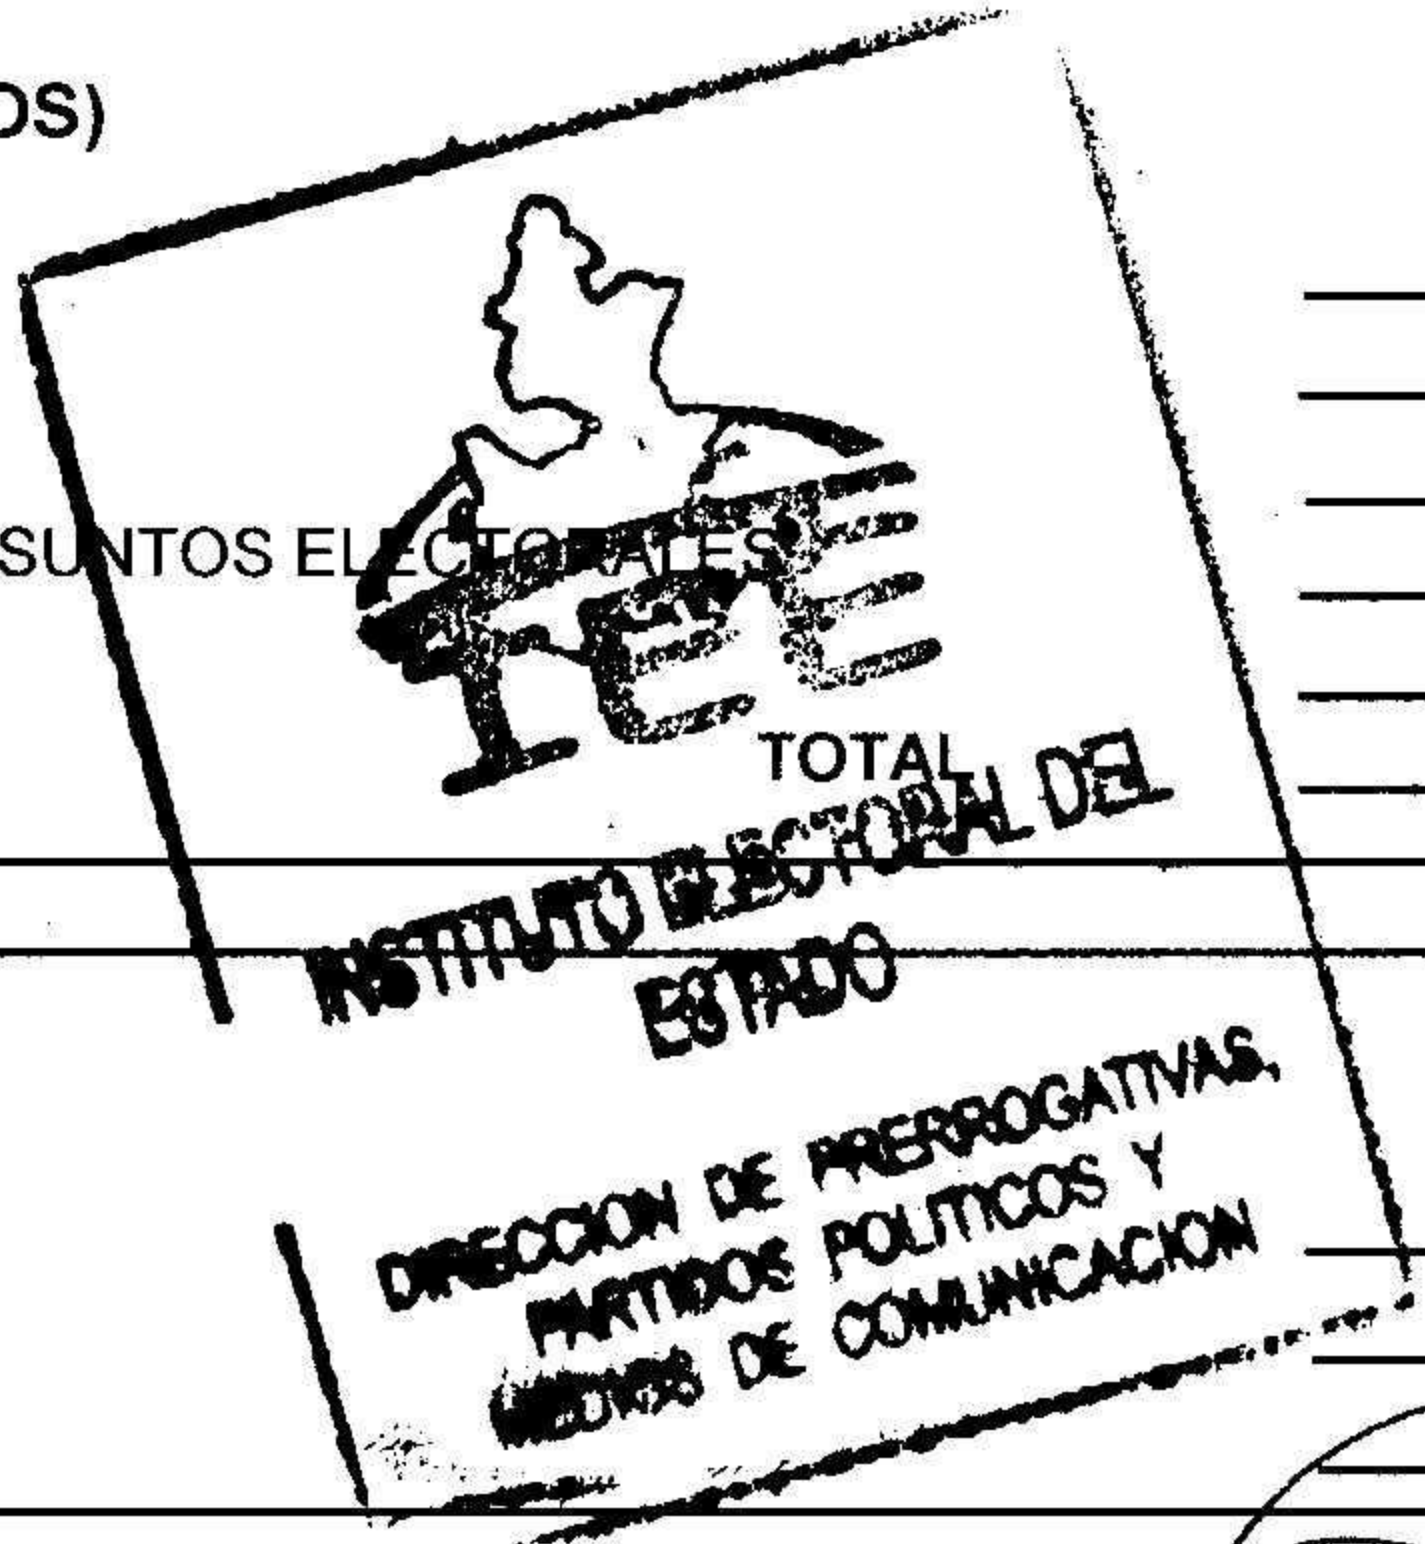 OS)
SUNTOS ELECTORALES
IEE
TOTAL
INSTITUTO ELECTORAL DEL
ESTADO
DIRECCION DE PRERROGATIVAS,
PARTIDOS POLITICOS Y
MEDIOS DE COMUNICACION